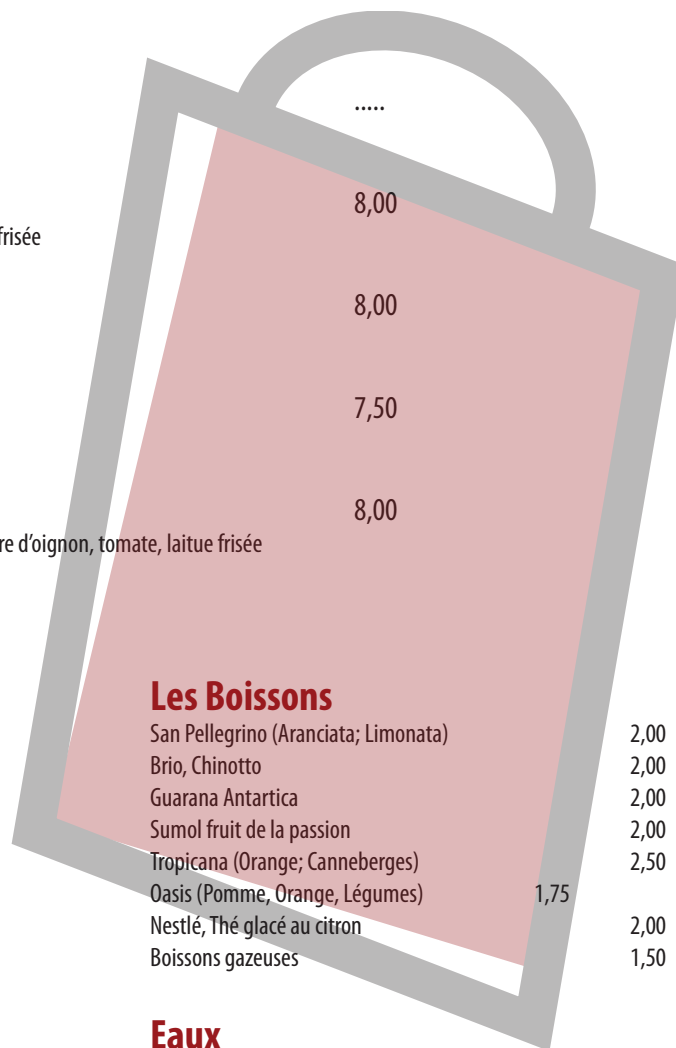 .....
8,00
frisée
8,00
7,50
8,00
re d'oignon, tomate, laitue frisée
Les Boissons
San Pellegrino (Aranciata; Limonata) 2,00
Brio, Chinotto 2,00
Guarana Antartica 2,00
Sumol fruit de la passion 2,00
Tropicana (Orange; Canneberges) 2,50
Oasis (Pomme, Orange, Légumes) 1,75
Nestlé, Thé glacé au citron 2,00
Boissons gazeuses 1,50
Eaux